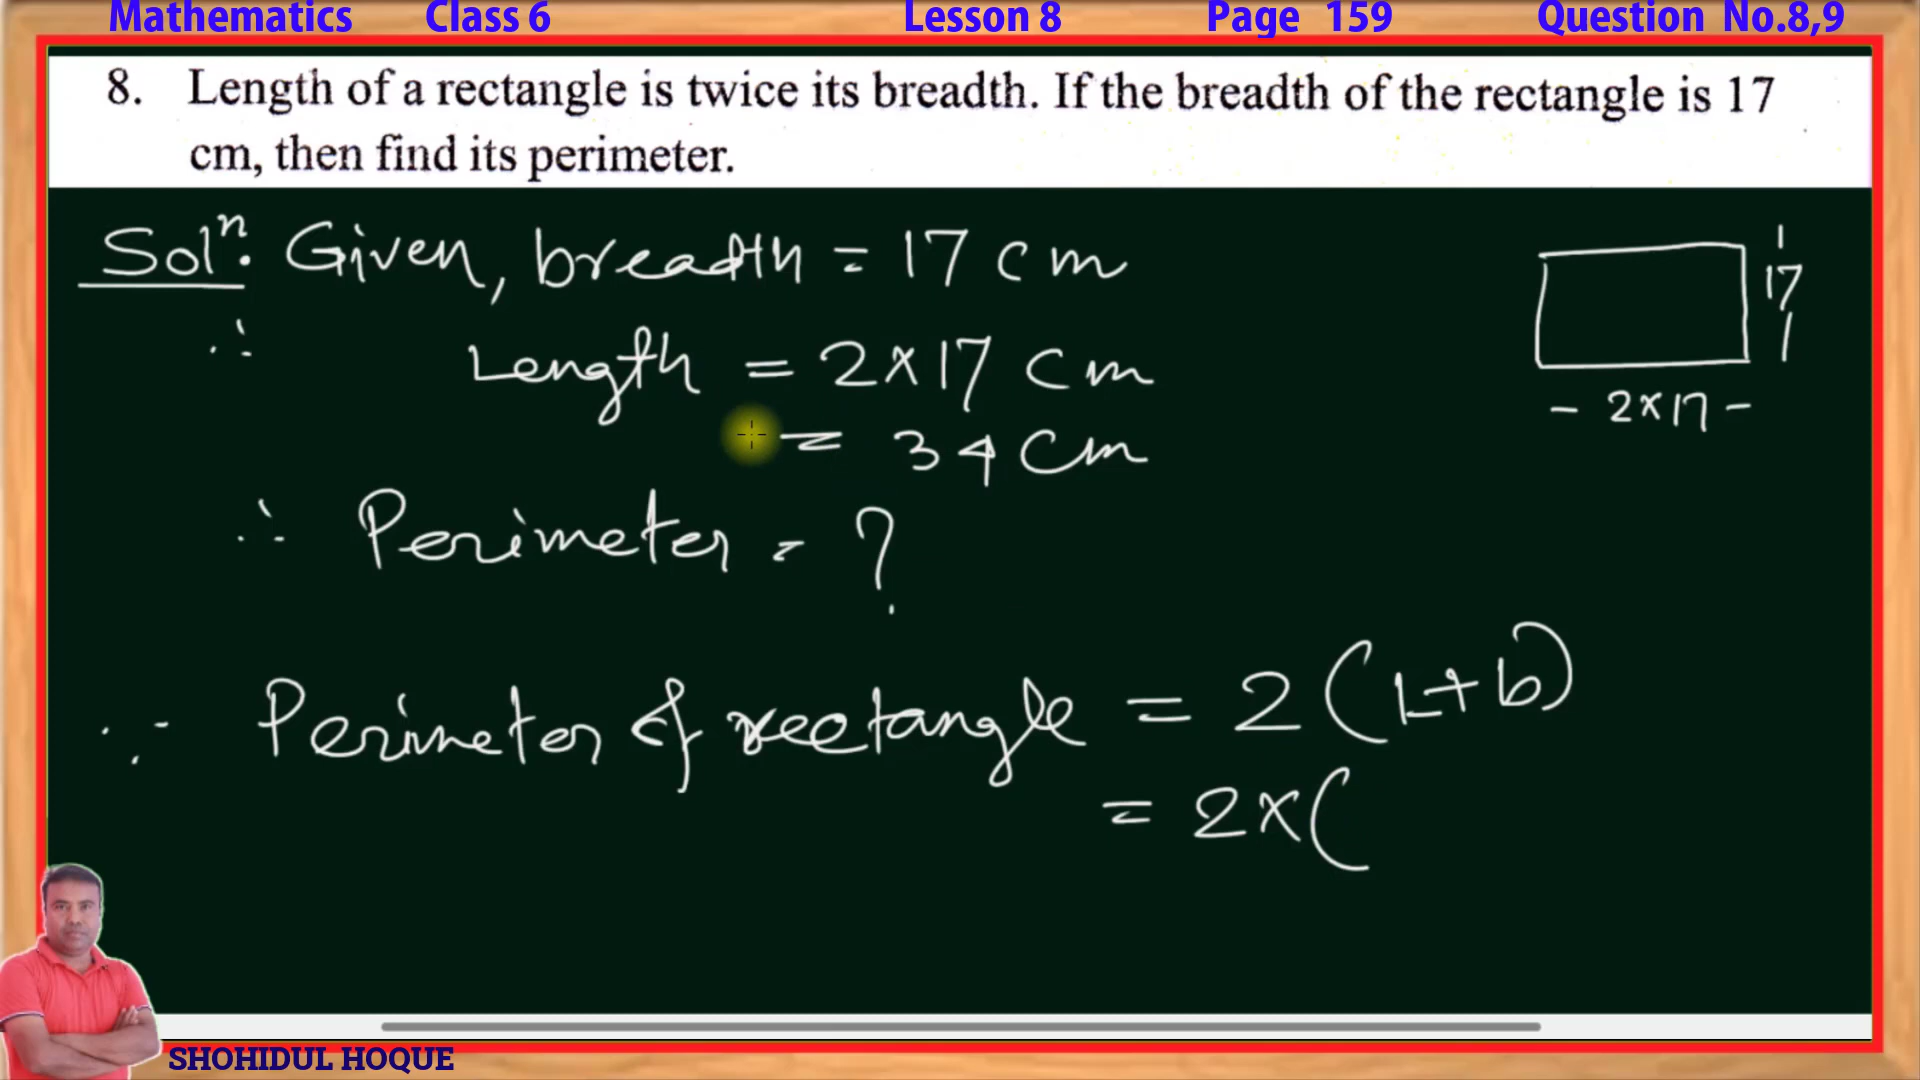 Mathematics Class 6 Lesson 8 Page 159 Question No.8,9
8. Length of a rectangle is twice its breadth. If the breadth of the rectangle is 17
cm, then find its perimeter.
Solⁿ: Given, breadth = 17 cm
17
∴ Length = 2×17 cm
- 2×17 -
= 34 cm
∴ Perimeter = ?
∵ Perimeter of rectangle = 2(L+b)
= 2×(
SHOHIDUL HOQUE